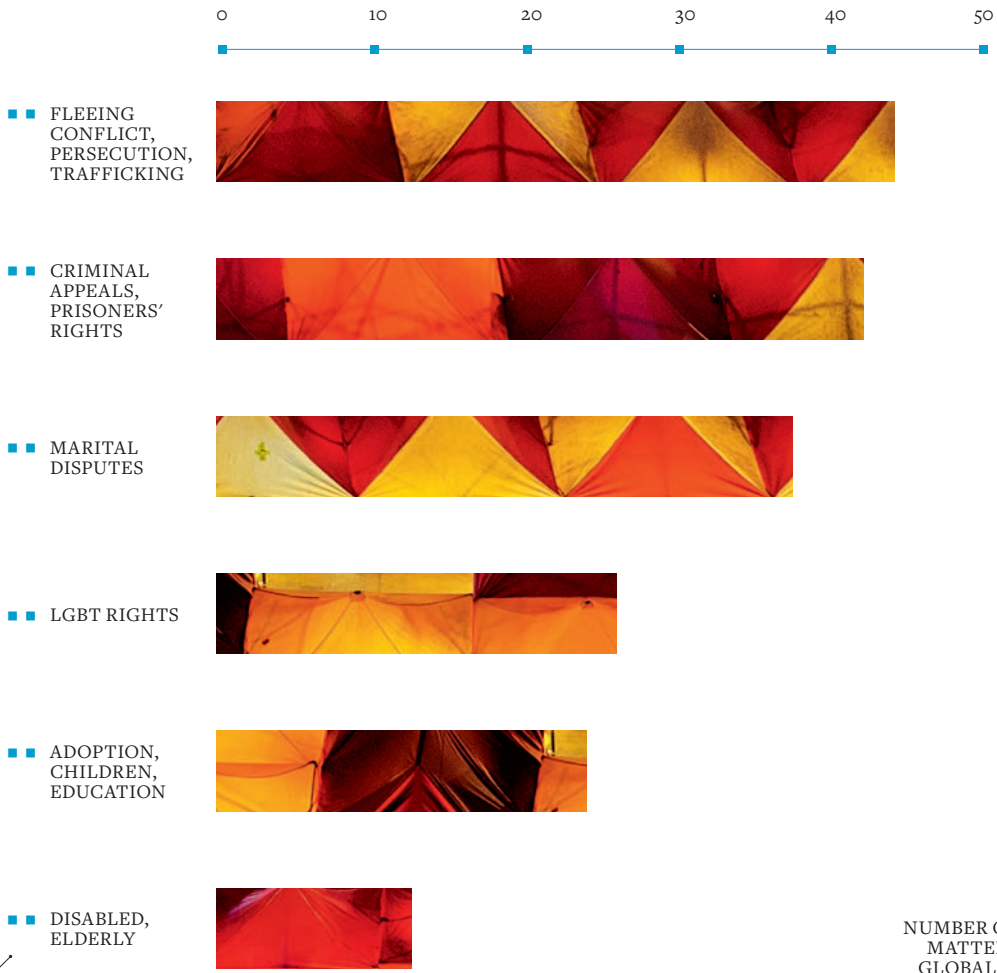 0 10 20 30 40 50
FLEEING
CONFLICT,
PERSECUTION,
TRAFFICKING
CRIMINAL
APPEALS,
PRISONERS'
RIGHTS
MARITAL
DISPUTES
LGBT RIGHTS
ADOPTION,
CHILDREN,
EDUCATION
DISABLED,
ELDERLY
NUMBER